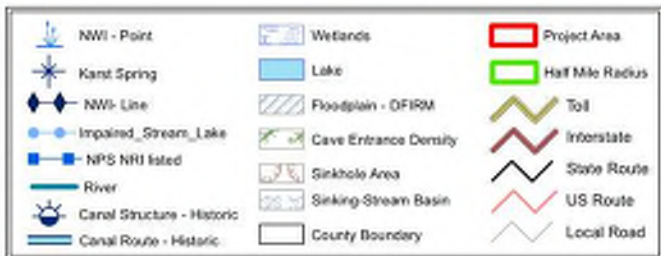 NWI - Point
Karst Spring
NWI- Line
Impaired_Stream_Lake
NPS NRI listed
River
Canal Structure - Historic
Canal Route - Historic
Wetlands
Lake
Floodplain - DFIRM
Cave Entrance Density
Sinkhole Area
Sinking-Stream Basin
County Boundary
Project Area
Half Mile Radius
Toll
Interstate
State Route
US Route
Local Road